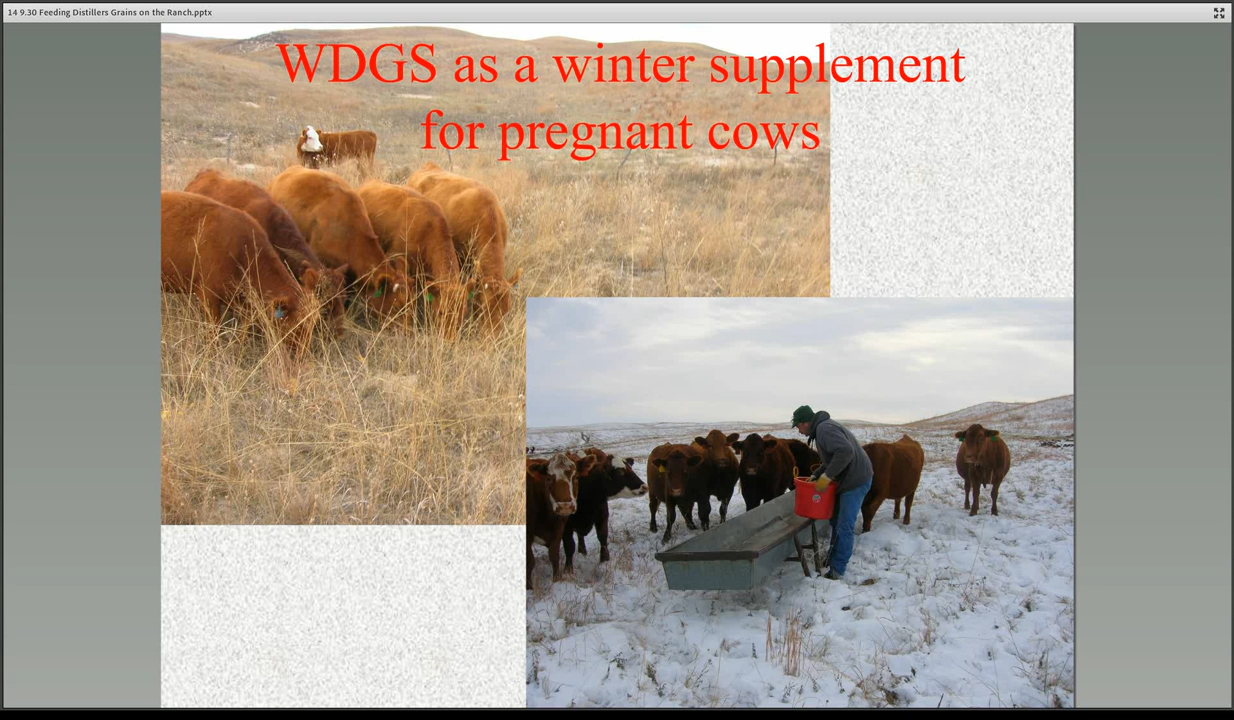 14 9.30 Feeding Distillers Grains on the Ranch.pptx
WDGS as a winter supplement
for pregnant cows